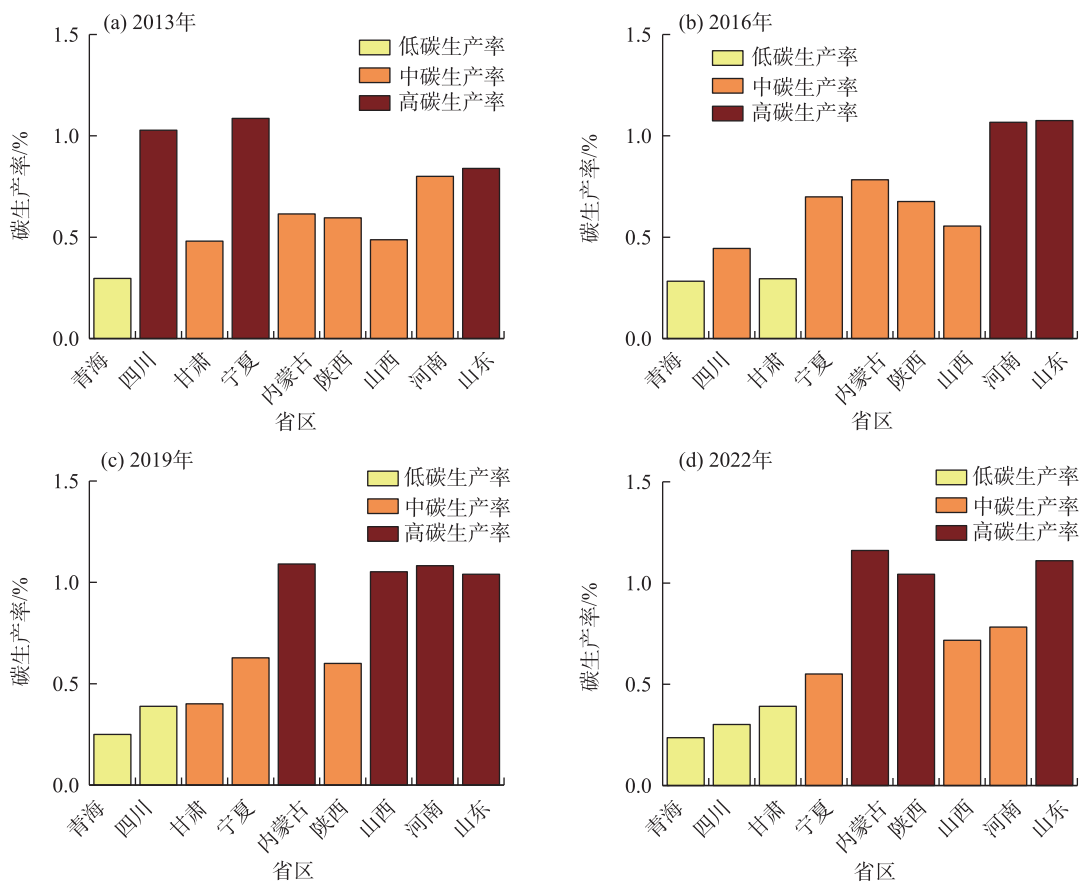 (a) 2013年
低碳生产率
中碳生产率
高碳生产率
碳生产率/%
1.5
1.0
0.5
0.0
青海
四川
甘肃
宁夏
内蒙古
陕西
山西
河南
山东
省区
(b) 2016年
低碳生产率
中碳生产率
高碳生产率
碳生产率/%
1.5
1.0
0.5
0.0
青海
四川
甘肃
宁夏
内蒙古
陕西
山西
河南
山东
省区
(c) 2019年
低碳生产率
中碳生产率
高碳生产率
碳生产率/%
1.5
1.0
0.5
0.0
青海
四川
甘肃
宁夏
内蒙古
陕西
山西
河南
山东
省区
(d) 2022年
低碳生产率
中碳生产率
高碳生产率
碳生产率/%
1.5
1.0
0.5
0.0
青海
四川
甘肃
宁夏
内蒙古
陕西
山西
河南
山东
省区